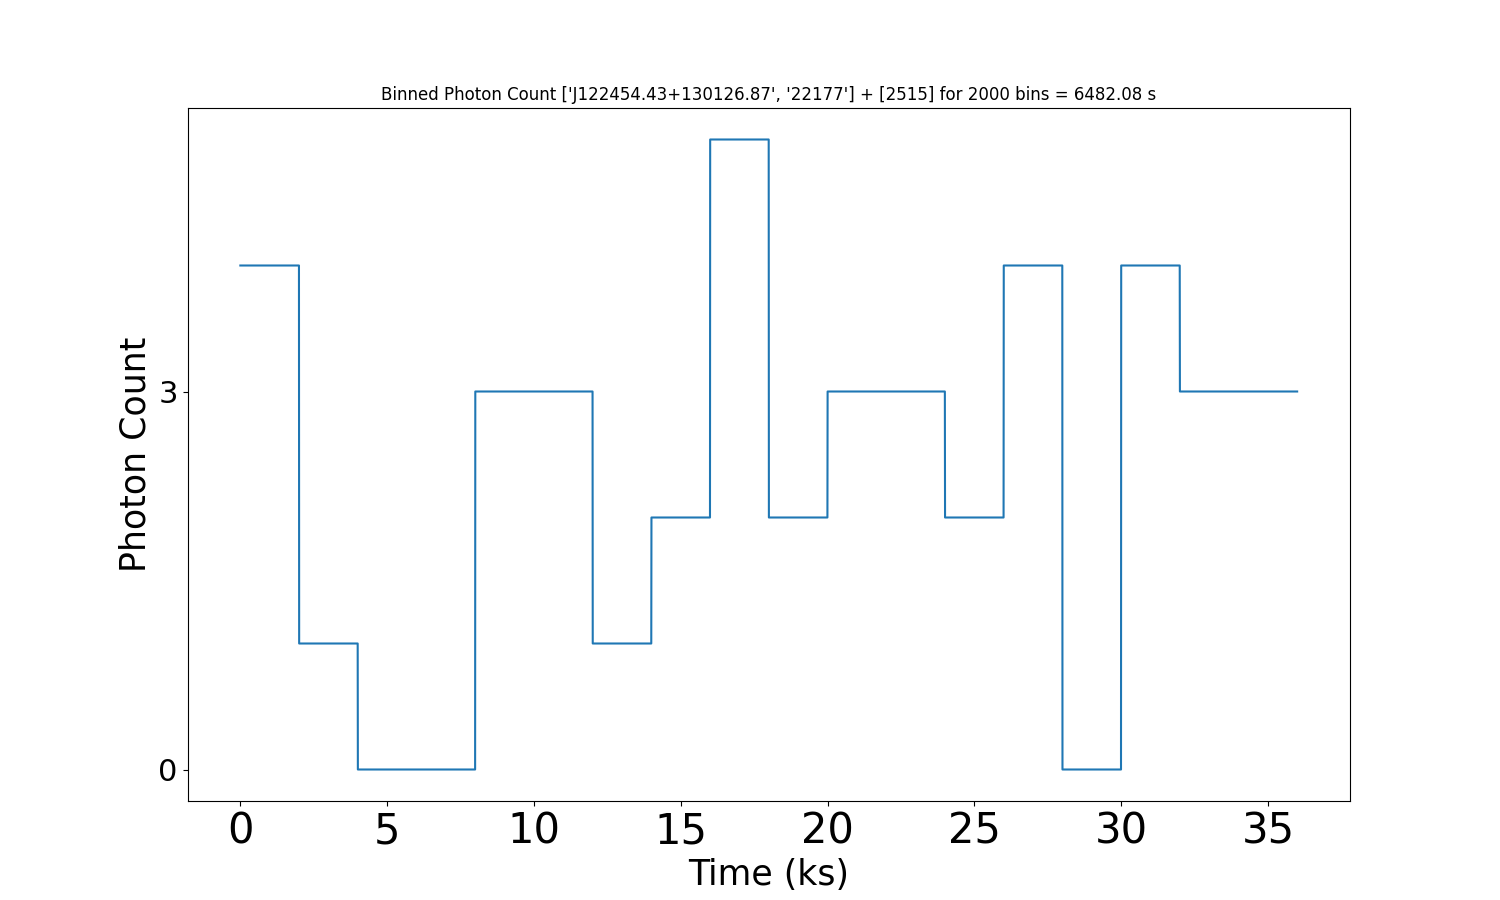 Binned Photon Count ['J122454.43+130126.87', '22177'] + [2515] for 2000 bins = 6482.08 s
Photon Count
3
0
0 5 10 15 20 25 30 35
Time (ks)